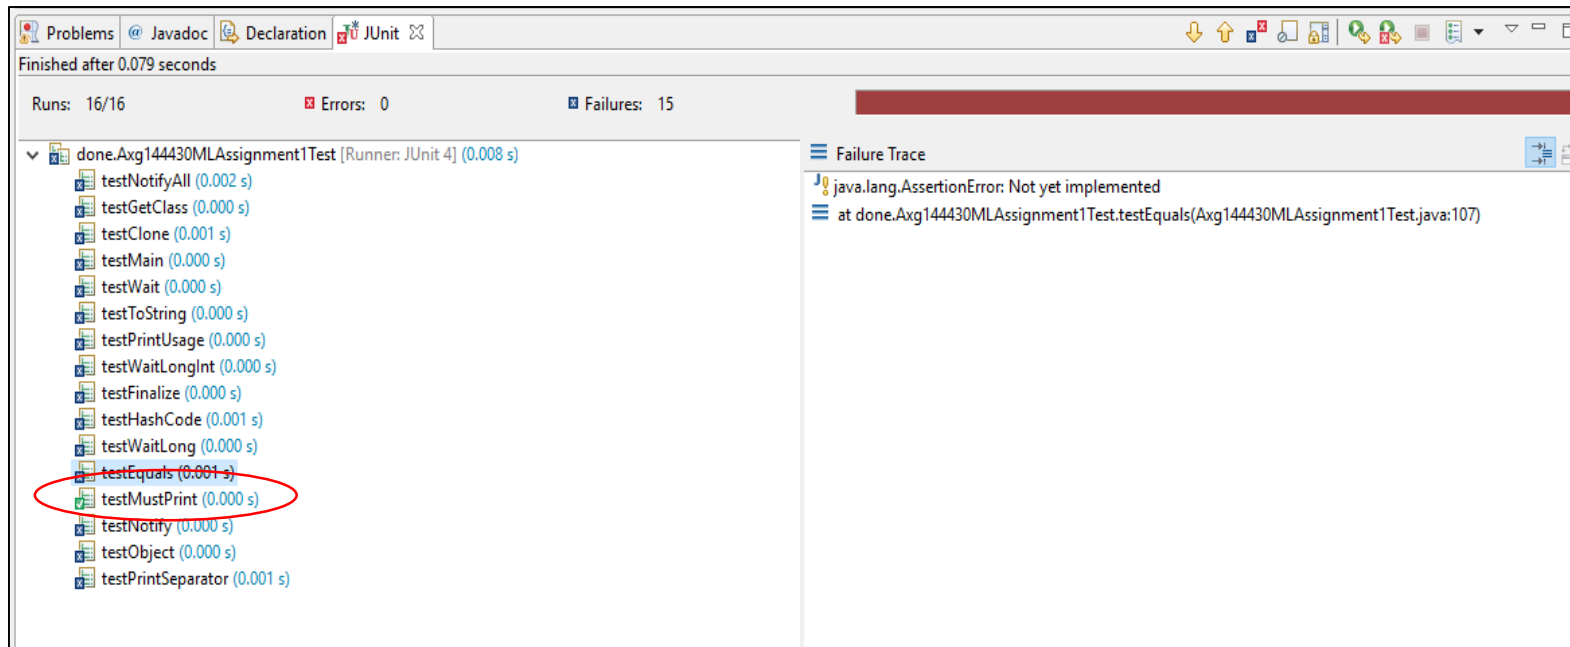 Problems @ Javadoc Declaration JUnit
Finished after 0.079 seconds
Runs: 16/16 Errors: 0 Failures: 15
done.Axg144430MLAssignment1Test [Runner: JUnit 4] (0.008 s)
testNotifyAll (0.002 s)
testGetClass (0.000 s)
testClone (0.001 s)
testMain (0.000 s)
testWait (0.000 s)
testToString (0.000 s)
testPrintUsage (0.000 s)
testWaitLongInt (0.000 s)
testFinalize (0.000 s)
testHashCode (0.001 s)
testWaitLong (0.000 s)
testEquals (0.001 s)
testMustPrint (0.000 s)
testNotify (0.000 s)
testObject (0.000 s)
testPrintSeparator (0.001 s)
Failure Trace
java.lang.AssertionError: Not yet implemented
at done.Axg144430MLAssignment1Test.testEquals(Axg144430MLAssignment1Test.java:107)